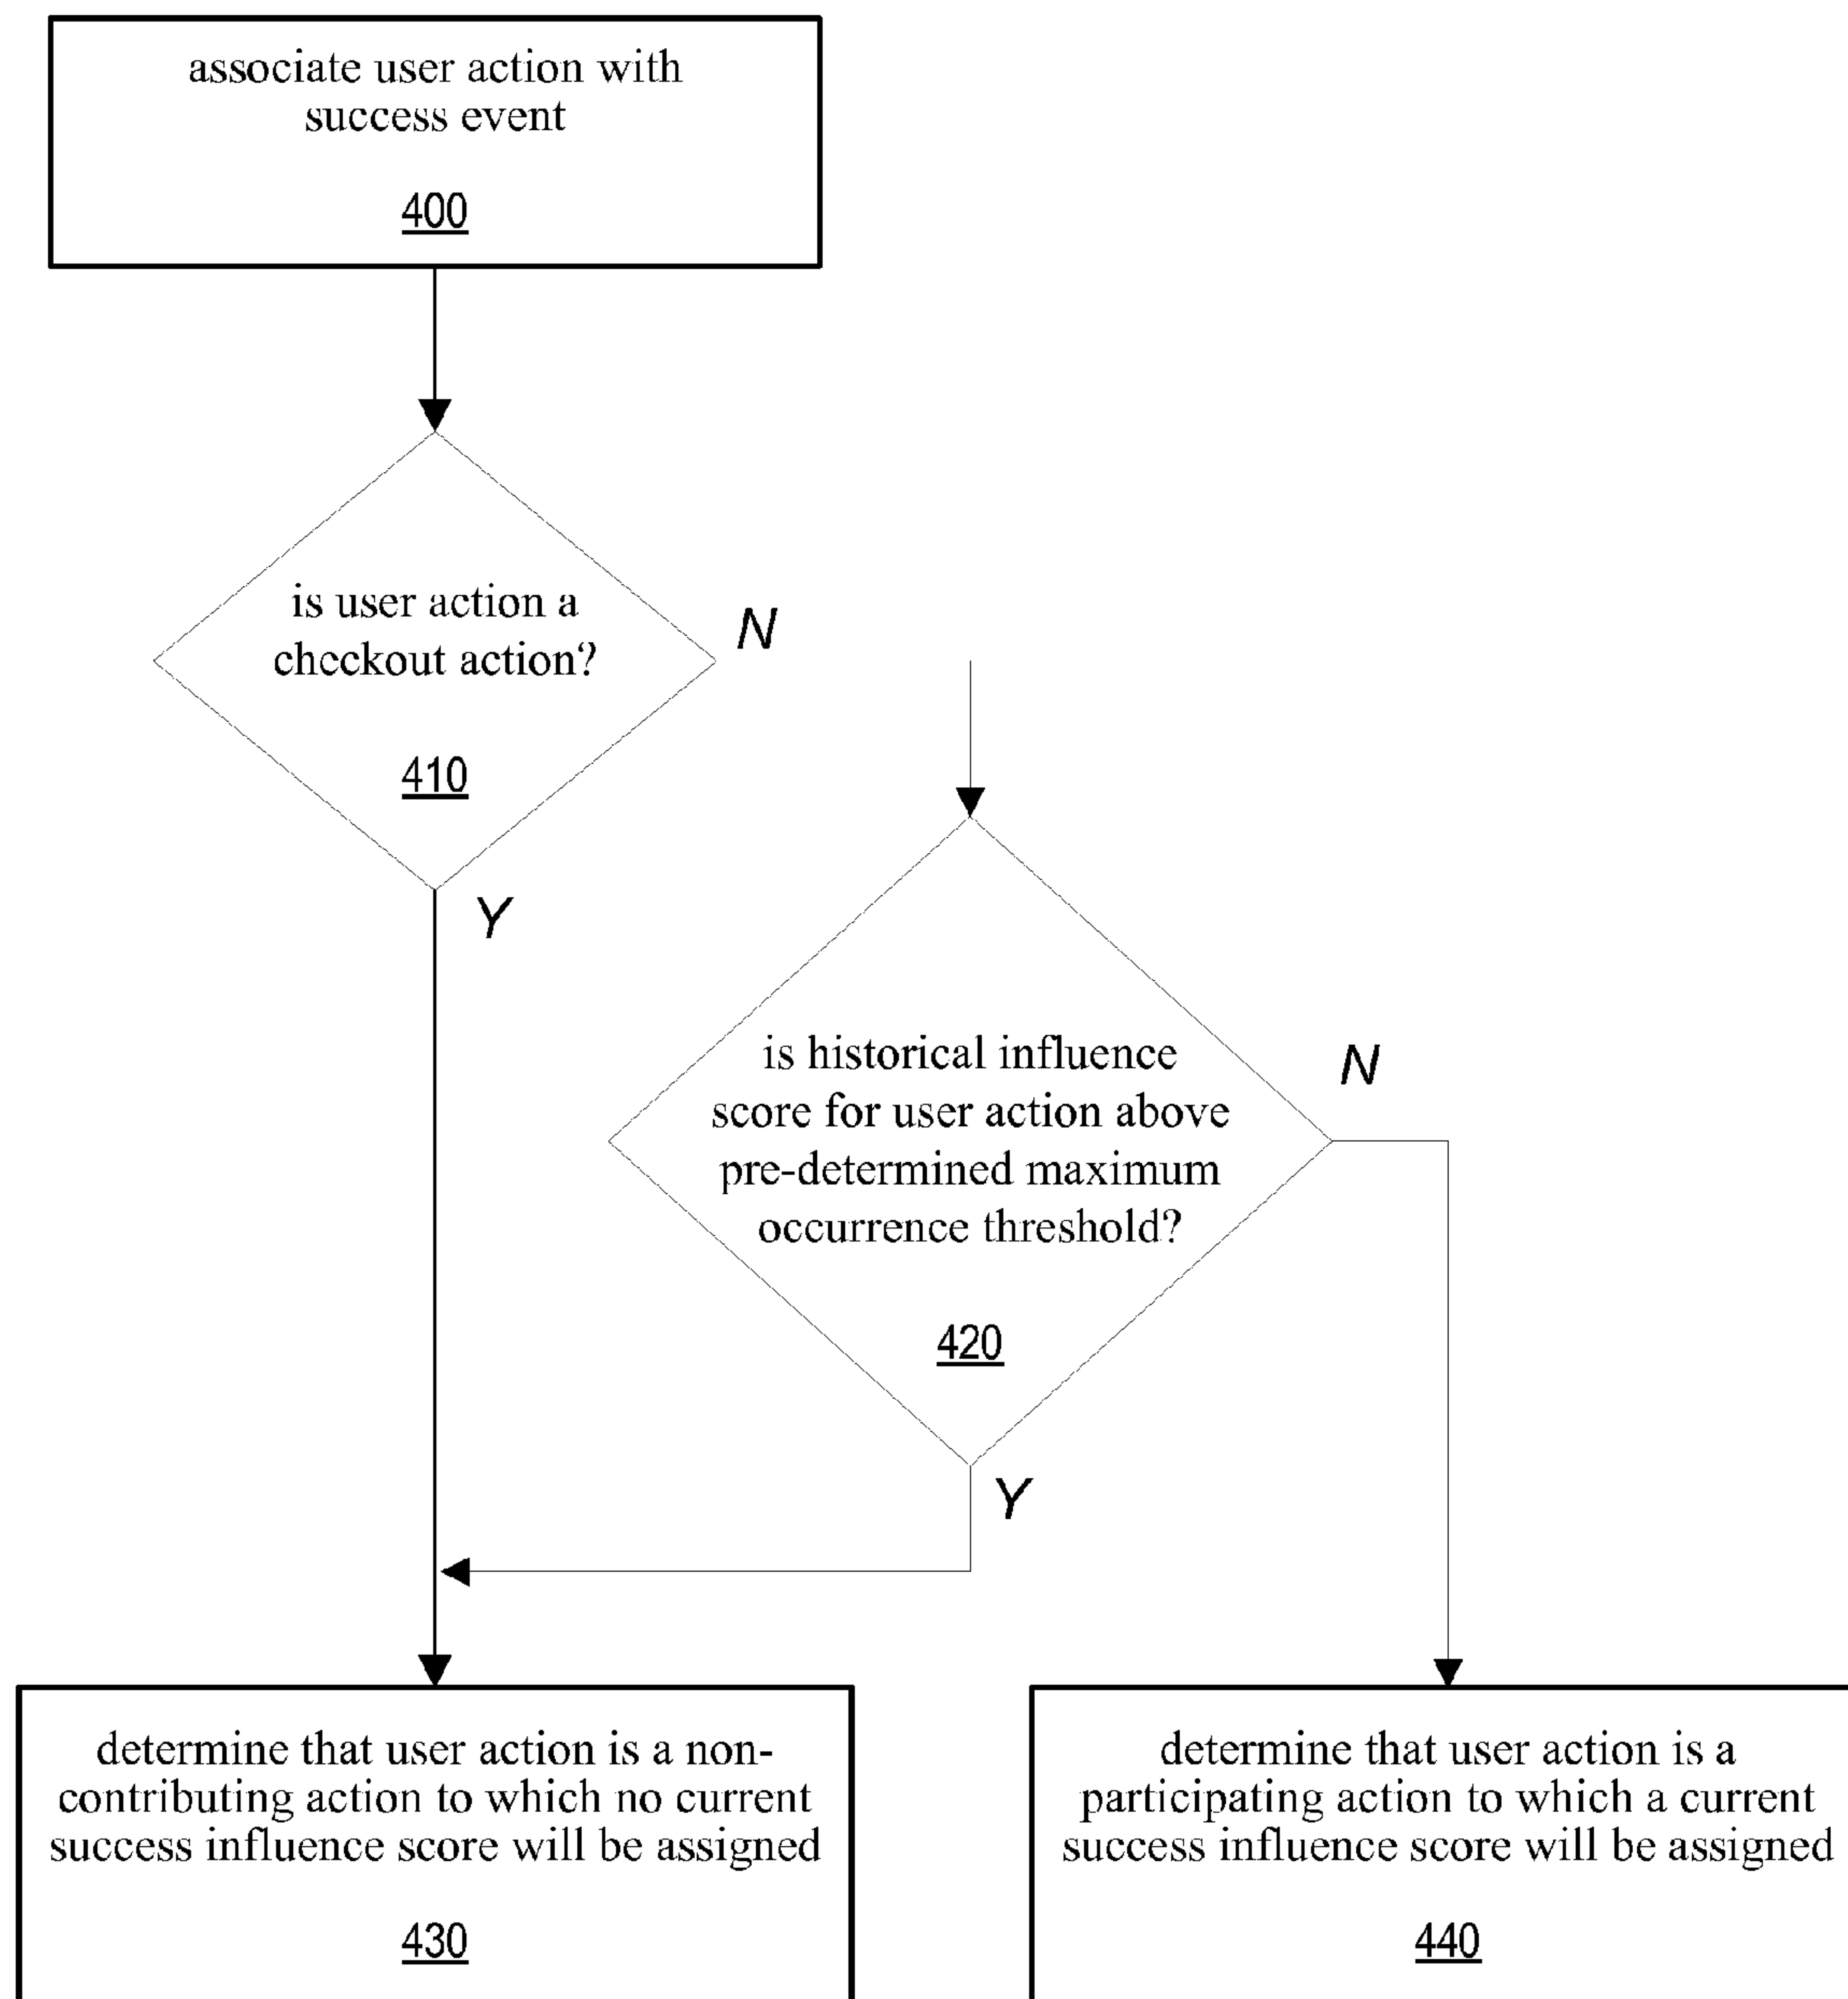 associate user action with
success event
400
is user action a
checkout action?
410
N
Y
is historical influence
score for user action above
pre-determined maximum
occurrence threshold?
420
N
Y
determine that user action is a non-
contributing action to which no current
success influence score will be assigned
430
determine that user action is a
participating action to which a current
success influence score will be assigned
440